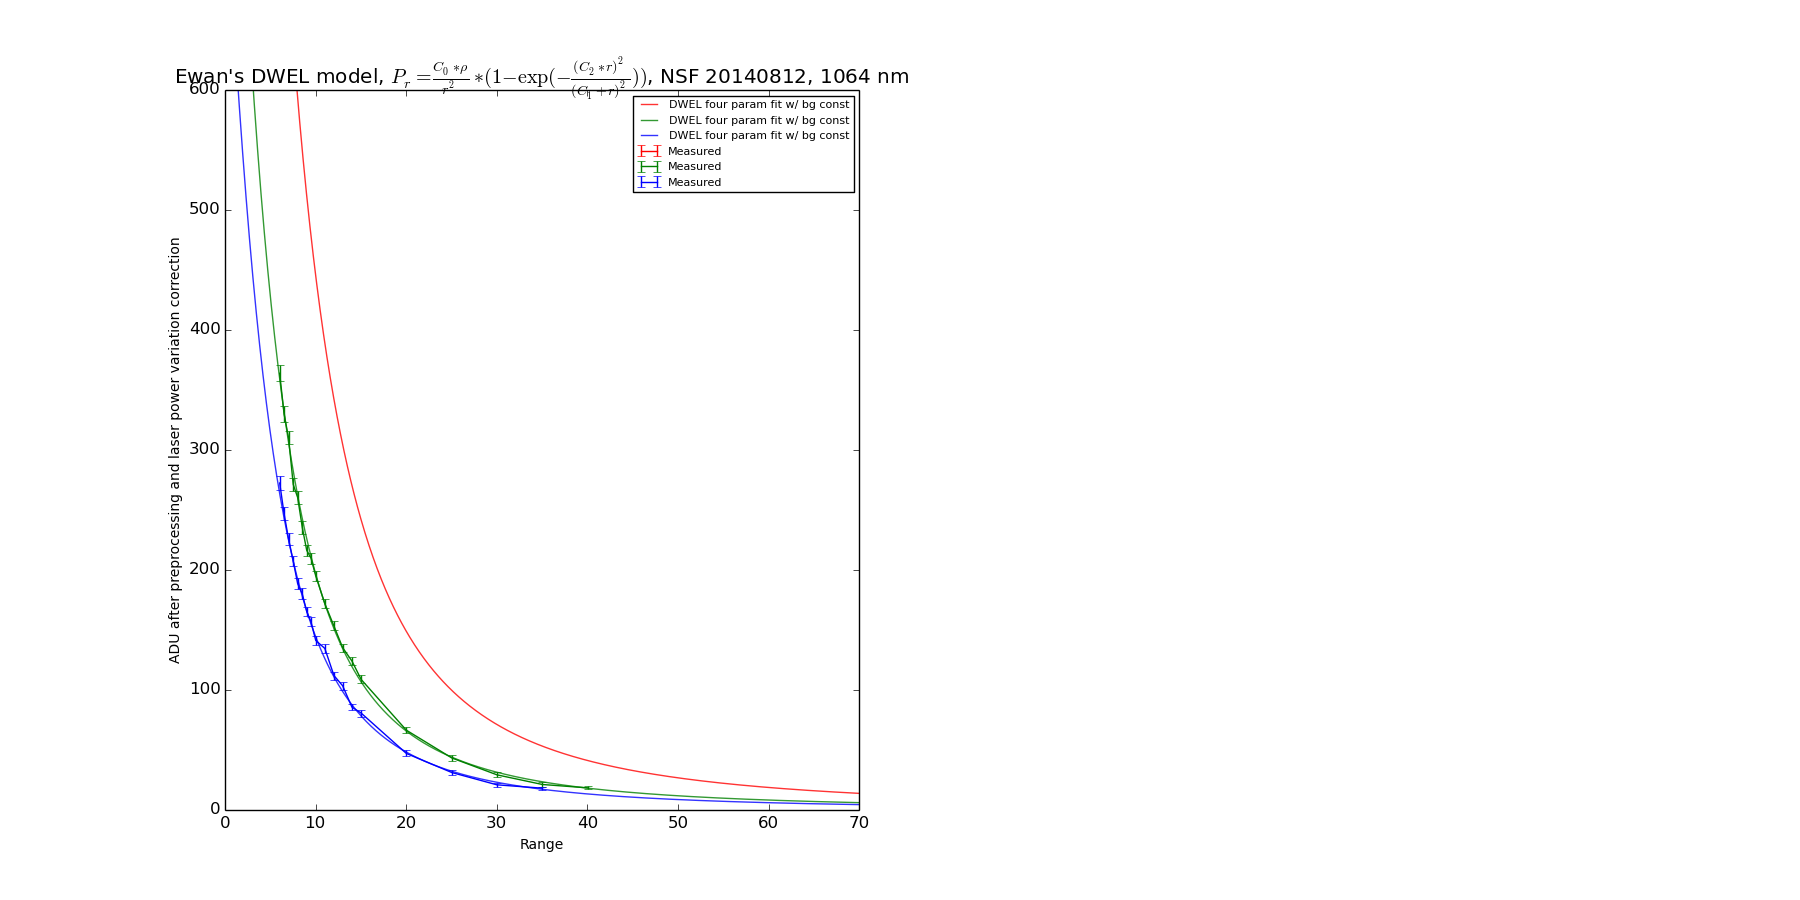 Ewan's DWEL model, $P_r = \frac{C_0 * \rho}{r^2} * (1 - \exp(-\frac{(C_2 * r)^2}{(C_1 + r)^2}))$, NSF 20140812, 1064 nm
DWEL four param fit w/ bg const
DWEL four param fit w/ bg const
DWEL four param fit w/ bg const
Measured
Measured
Measured
ADU after preprocessing and laser power variation correction
600
500
400
300
200
100
0
0 10 20 30 40 50 60 70
Range